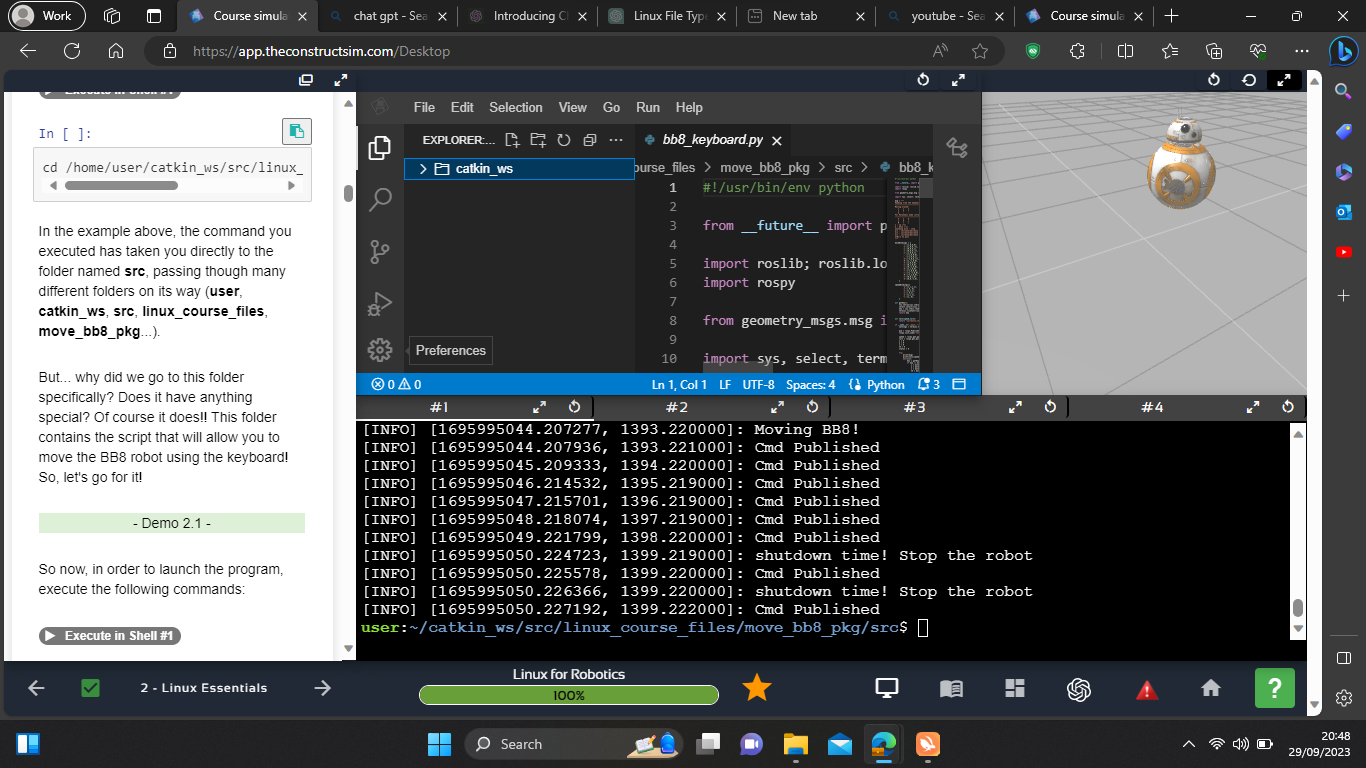 Work
Course simula
chat gpt - Sea
Introducing C
Linux File Type
New tab
youtube - Sea
Course simula
https://app.theconstructsim.com/Desktop
In [ ]:
cd /home/user/catkin_ws/src/linux_
In the example above, the command you
executed has taken you directly to the
folder named src, passing though many
different folders on its way (user,
catkin_ws, src, linux_course_files,
move_bb8_pkg...).
But... why did we go to this folder
specifically? Does it have anything
special? Of course it does!! This folder
contains the script that will allow you to
move the BB8 robot using the keyboard!
So, let's go for it!
- Demo 2.1 -
So now, in order to launch the program,
execute the following commands:
Execute in Shell #1
File Edit Selection View Go Run Help
EXPLORER:...
catkin_ws
Preferences
bb8_keyboard.py
ourse_files > move_bb8_pkg > src > bb8_k
1 #!/usr/bin/env python
2
3 from __future__ import p
4
5 import roslib; roslib.lo
6 import rospy
7
8 from geometry_msgs.msg i
9
10 import sys, select, term
0 0 Ln 1, Col 1 LF UTF-8 Spaces: 4 Python 3
#1 #2 #3 #4
[INFO] [1695995044.207277, 1393.220000]: Moving BB8!
[INFO] [1695995044.207936, 1393.221000]: Cmd Published
[INFO] [1695995045.209333, 1394.220000]: Cmd Published
[INFO] [1695995046.214532, 1395.219000]: Cmd Published
[INFO] [1695995047.215701, 1396.219000]: Cmd Published
[INFO] [1695995048.218074, 1397.219000]: Cmd Published
[INFO] [1695995049.221799, 1398.220000]: Cmd Published
[INFO] [1695995050.224723, 1399.219000]: shutdown time! Stop the robot
[INFO] [1695995050.225578, 1399.220000]: Cmd Published
[INFO] [1695995050.226366, 1399.220000]: shutdown time! Stop the robot
[INFO] [1695995050.227192, 1399.222000]: Cmd Published
user:~/catkin_ws/src/linux_course_files/move_bb8_pkg/src$
2 - Linux Essentials
Linux for Robotics
100%
?
Search
20:48
29/09/2023